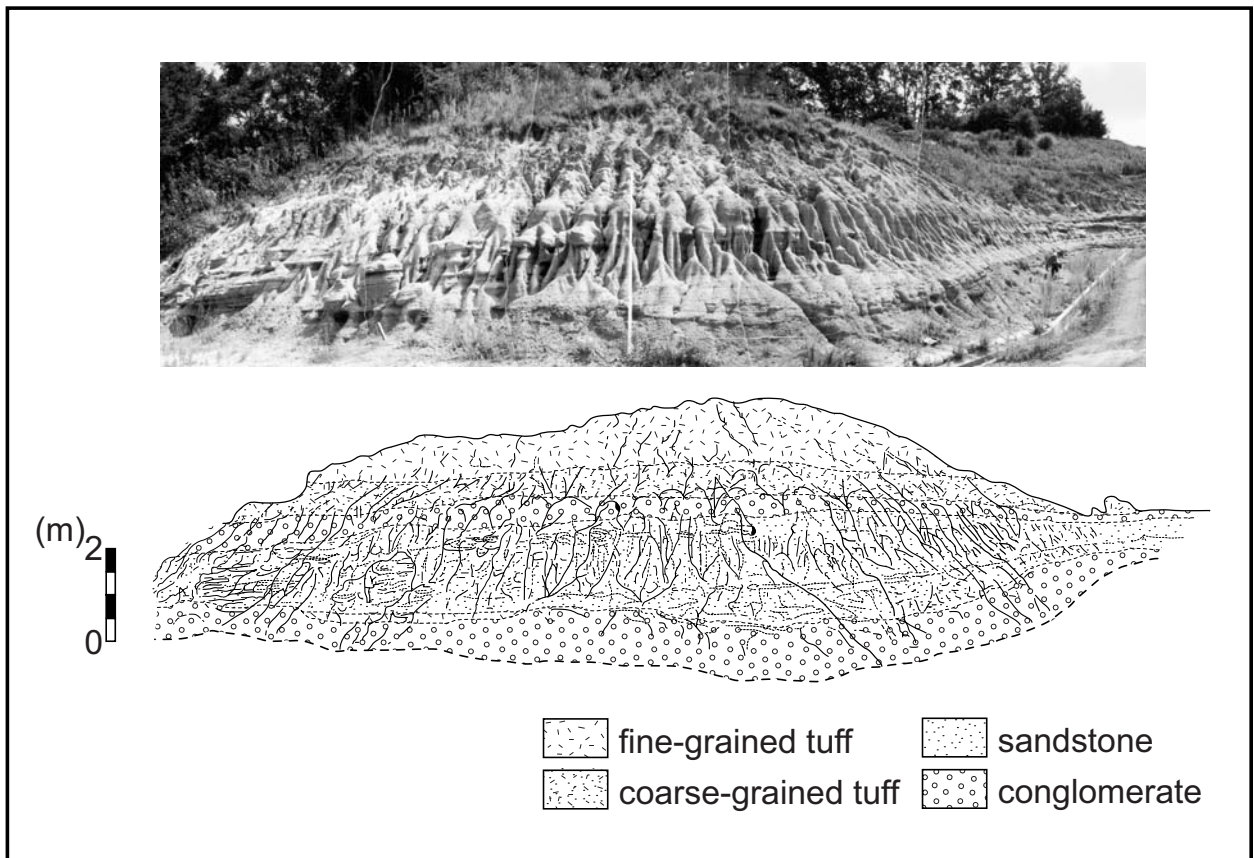 (m)
2
0
fine-grained tuff
sandstone
coarse-grained tuff
conglomerate